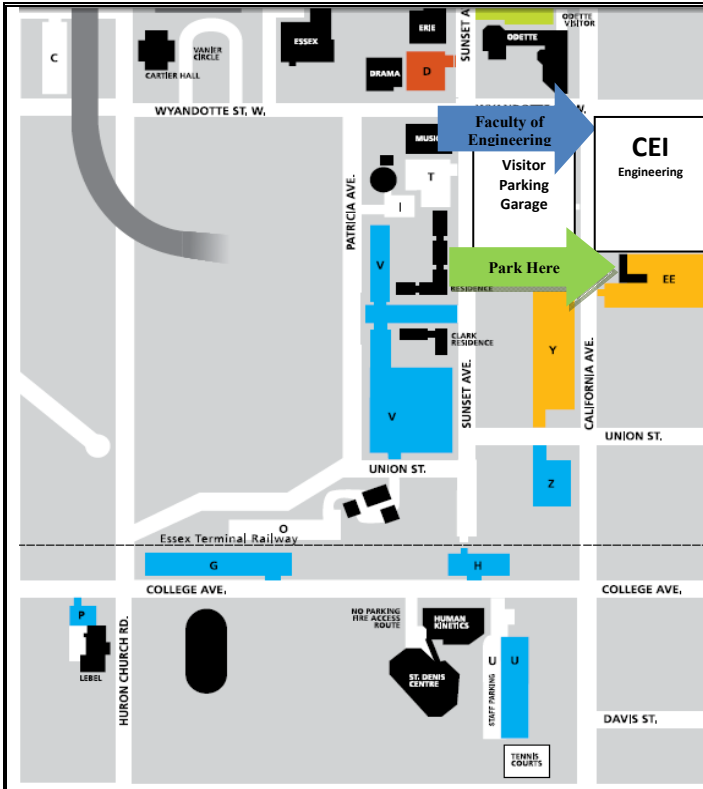 ODETTE
VISITOR
SUNSET A
C
VANIER
CIRCLE
CARTIER HALL
ESSEX
ERIE
ODETTE
DRAMA
D
WYANDOTTE ST, W.
WYANDOTTE
W.
Faculty of
Engineering
CEI
Engineering
MUSIC
Visitor
Parking
Garage
T
I
PATRICIA AVE.
V
Park Here
RESIDENCE
EE
CLARK
RESIDENCE
SUNSET AVE.
Y
CALIFORNIA AVE.
V
UNION ST.
UNION ST.
Z
O
Essex Terminal Railway
G
H
COLLEGE AVE,
COLLEGE AVE,
P
LEBEL
HURON CHURCH RD.
NO PARKING
FIRE ACCESS
ROUTE
HUMAN
KINETICS
ST. DENIS
CENTRE
U
U
STAFF PARKING
DAVIS ST,
TENNIS
COURTS